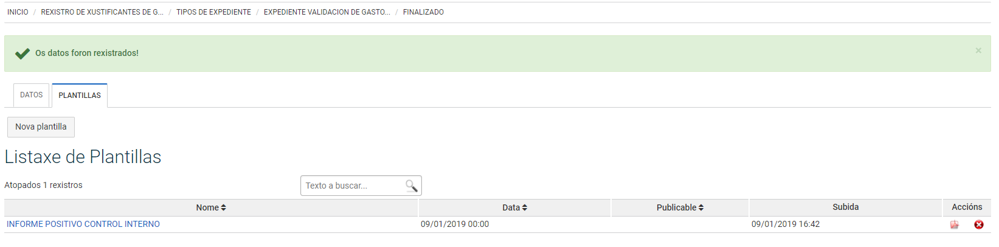 INICIO / REXISTRO DE XUSTIFICANTES DE G... / TIPOS DE EXPEDIENTE / EXPEDIENTE VALIDACION DE GASTO... / FINALIZADO
Os datos foron rexistrados! ×
DATOS PLANTILLAS
Nova plantilla
Listaxe de Plantillas
Atopados 1 rexistros Texto a buscar...
Nome Data Publicable Subida Accións
INFORME POSITIVO CONTROL INTERNO 09/01/2019 00:00 09/01/2019 16:42